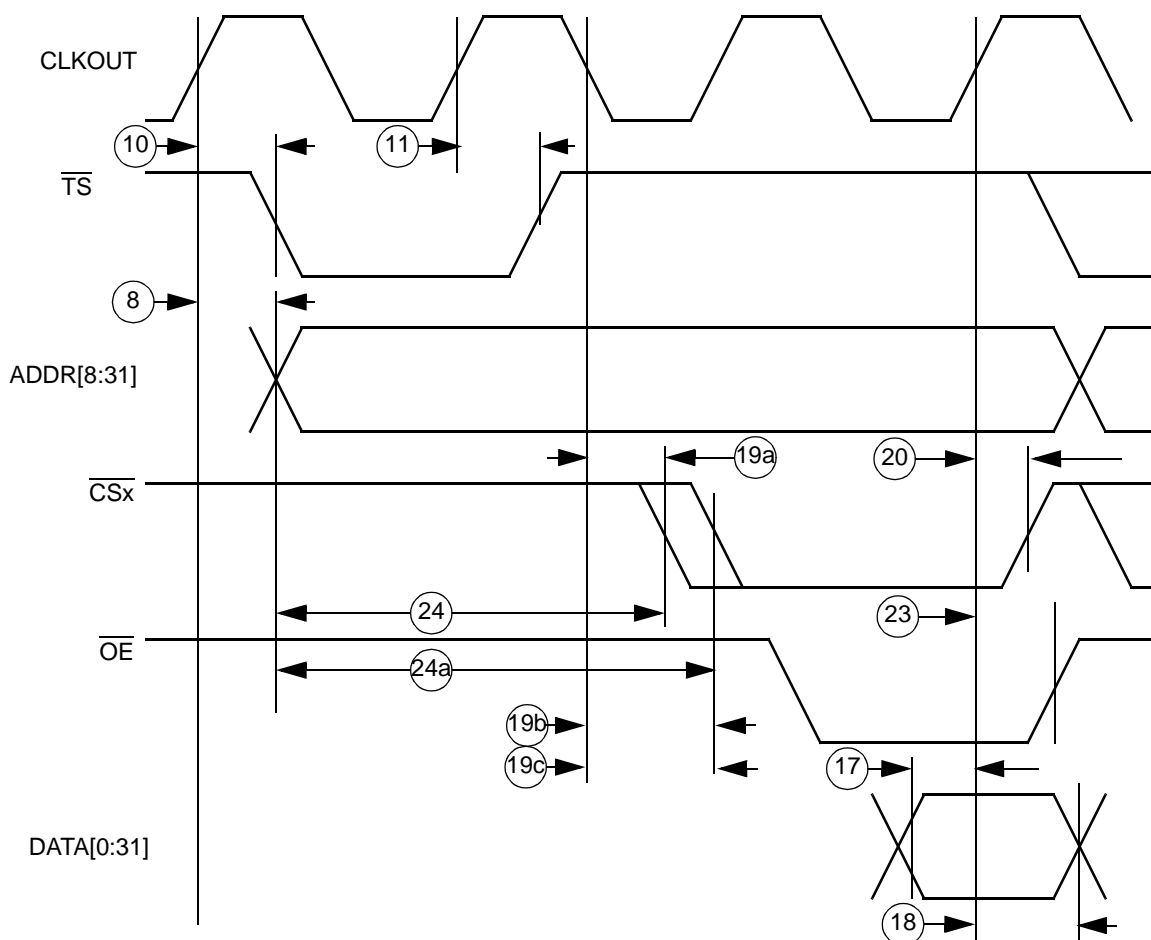 CLKOUT
10
11
TS
8
ADDR[8:31]
19a
20
CSx
24
23
OE
24a
19b
19c
17
DATA[0:31]
18